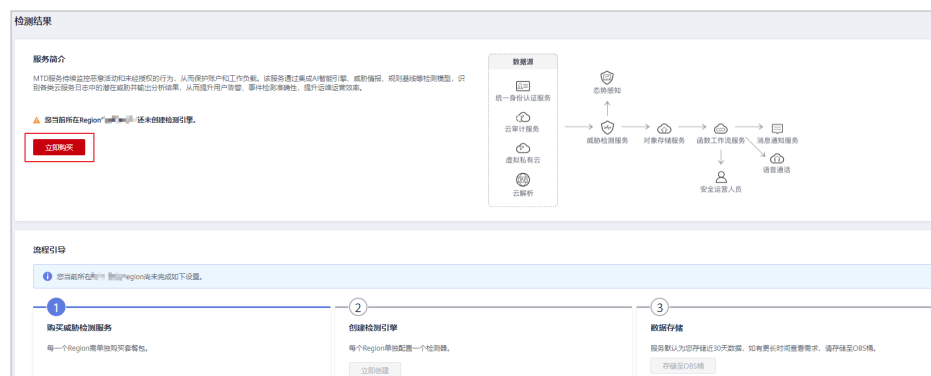 检测结果
服务简介
MTD服务持续监控恶意活动和未经授权的行为，从而保护账户和工作负载。该服务通过集成AI智能引擎、威胁情报、规则基线等检测模型，识
别各类云服务日志中的潜在威胁并输出分析结果，从而提升用户告警、事件检测准确性，提升运维运营效率。
您当前所在Region“ 还未创建检测引擎。
立即购买
数据源
统一身份认证服务
云审计服务
虚拟私有云
云解析
态势感知
威胁检测服务
对象存储服务
函数工作流服务
消息通知服务
语音通话
安全运营人员
流程引导
您当前所在 region尚未完成如下设置。
1
购买威胁检测服务
每一个Region需单独购买套餐包。
2
创建检测引擎
每个Region单独配置一个检测器。
立即创建
3
数据存储
服务默认为您存储近30天数据，如有更长时间查看需求，请存储至OBS桶。
存储至OBS桶